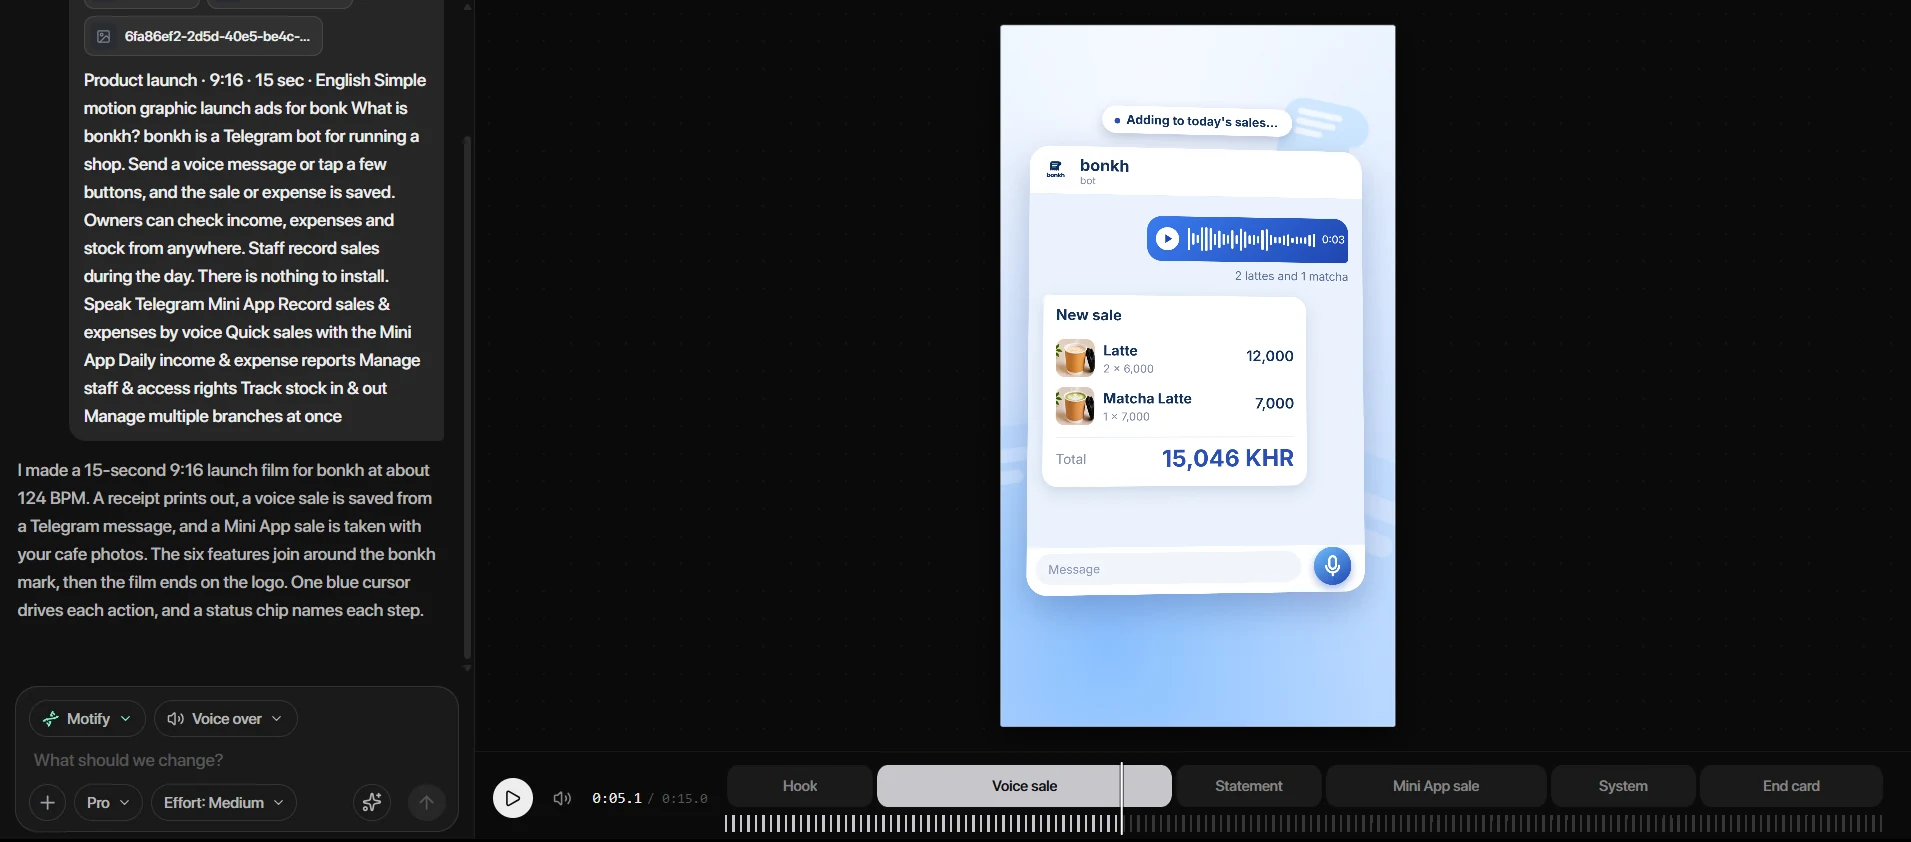 6fa86ef2-2d5d-40e5-be4c-...
Product launch · 9:16 · 15 sec · English Simple
motion graphic launch ads for bonk What is
bonkh? bonkh is a Telegram bot for running a
shop. Send a voice message or tap a few
buttons, and the sale or expense is saved.
Owners can check income, expenses and
stock from anywhere. Staff record sales
during the day. There is nothing to install.
Speak Telegram Mini App Record sales &
expenses by voice Quick sales with the Mini
App Daily income & expense reports Manage
staff & access rights Track stock in & out
Manage multiple branches at once
I made a 15-second 9:16 launch film for bonkh at about
124 BPM. A receipt prints out, a voice sale is saved from
a Telegram message, and a Mini App sale is taken with
your cafe photos. The six features join around the bonkh
mark, then the film ends on the logo. One blue cursor
drives each action, and a status chip names each step.
Motify
Voice over
What should we change?
Pro
Effort: Medium
Adding to today's sales...
bonkh
bonkh
bot
0:03
2 lattes and 1 matcha
New sale
Latte
12,000
2 × 6,000
Matcha Latte
7,000
1 × 7,000
Total
15,046 KHR
Message
0:05.1 / 0:15.0
Hook
Voice sale
Statement
Mini App sale
System
End card